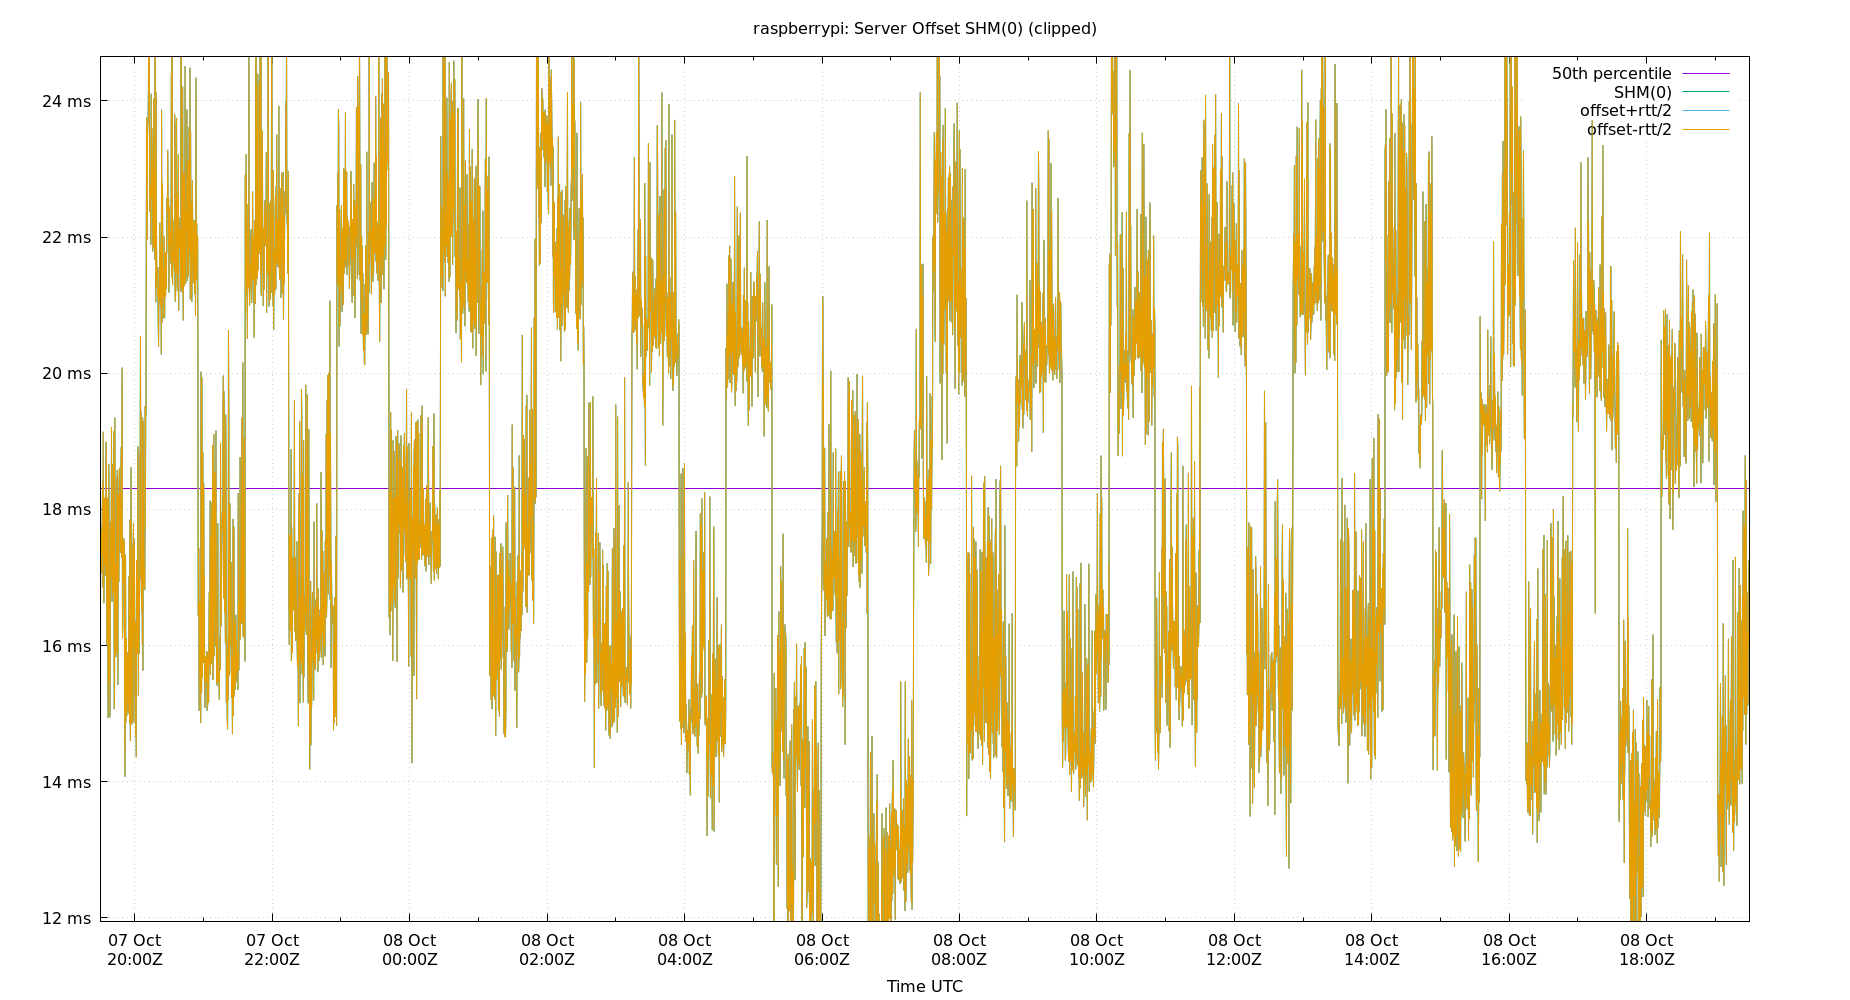 raspberrypi: Server Offset SHM(0) (clipped)
50th percentile
SHM(0)
offset+rtt/2
offset-rtt/2
24 ms
22 ms
20 ms
18 ms
16 ms
14 ms
12 ms
07 Oct 07 Oct 08 Oct 08 Oct 08 Oct 08 Oct 08 Oct 08 Oct 08 Oct 08 Oct 08 Oct 08 Oct
20:00Z 22:00Z 00:00Z 02:00Z 04:00Z 06:00Z 08:00Z 10:00Z 12:00Z 14:00Z 16:00Z 18:00Z
Time UTC